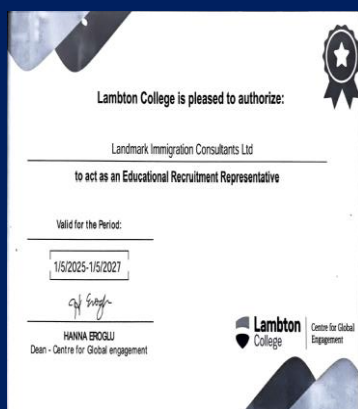 Lambton College is pleased to authorize:
Landmark Immigration Consultants Ltd
to act as an Educational Recruitment Representative
Valid for the Period:
1/5/2025-1/5/2027
HANNA EROGLU
Dean - Centre for Global engagement
Lambton College
Centre for Global Engagement